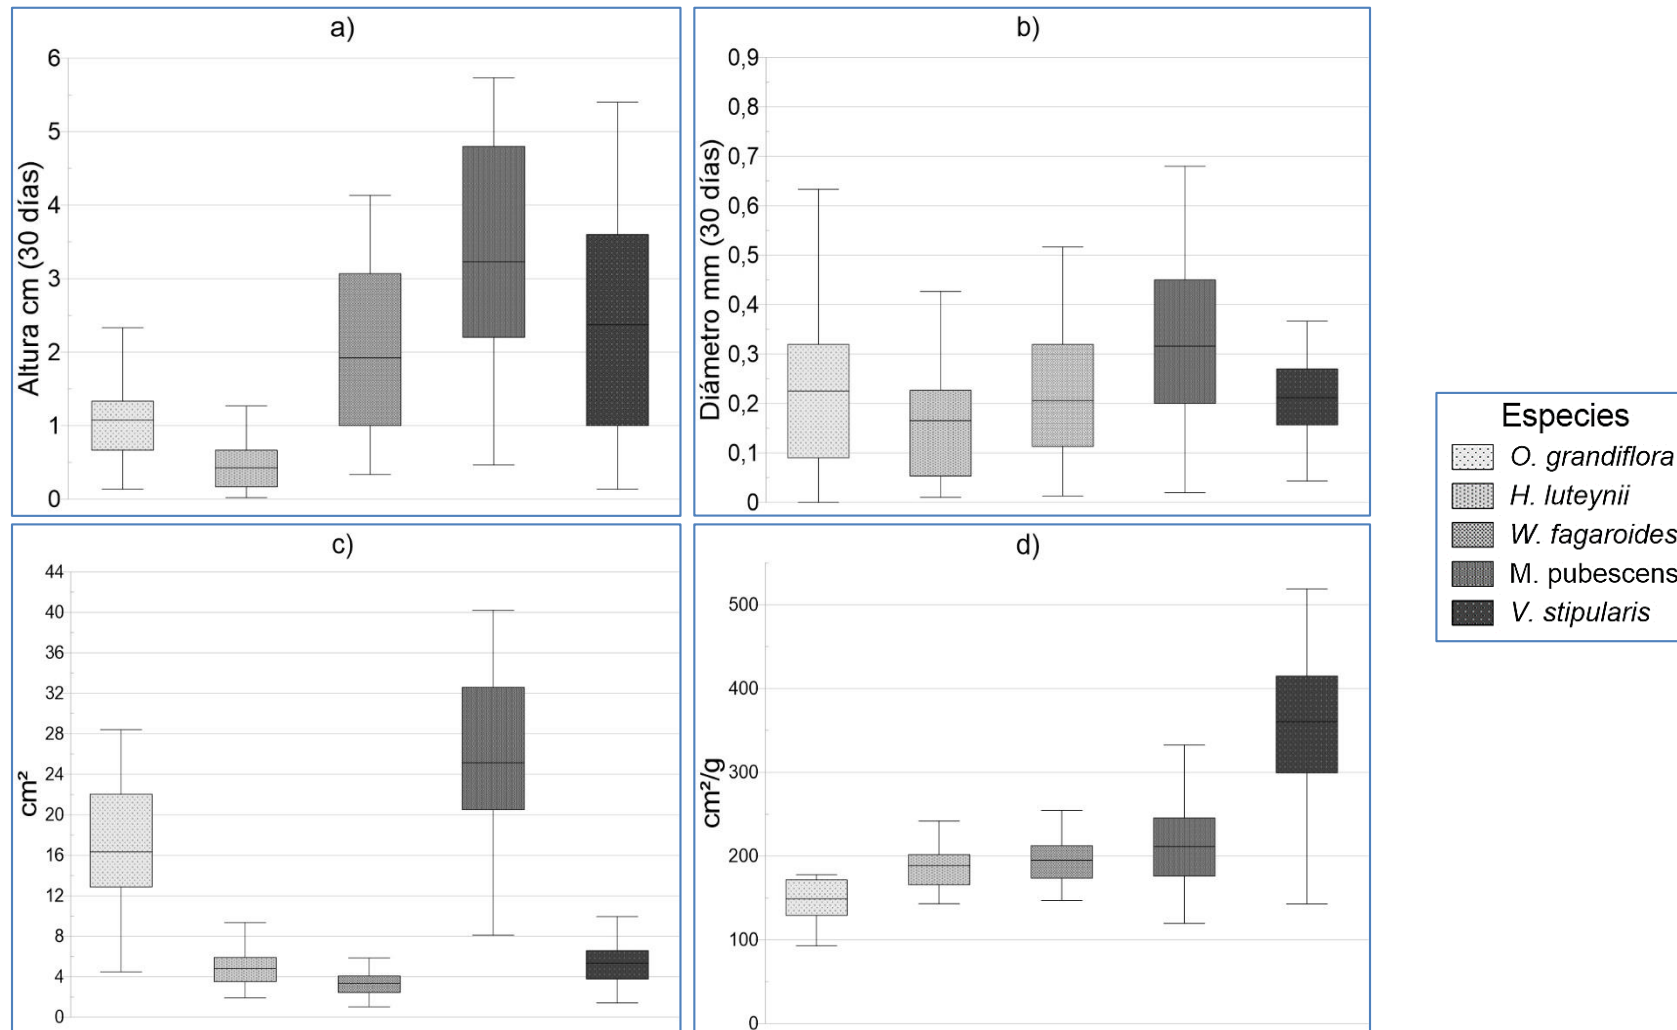 a)
6
5
4
3
2
1
0
Altura cm (30 días)
b)
0,9
0,8
0,7
0,6
0,5
0,4
0,3
0,2
0,1
0
Diámetro mm (30 días)
c)
44
40
36
32
28
24
20
16
12
8
4
0
cm²
d)
500
400
300
200
100
0
cm²/g
Especies
O. grandiflora
H. luteynii
W. fagaroides
M. pubescens
V. stipularis